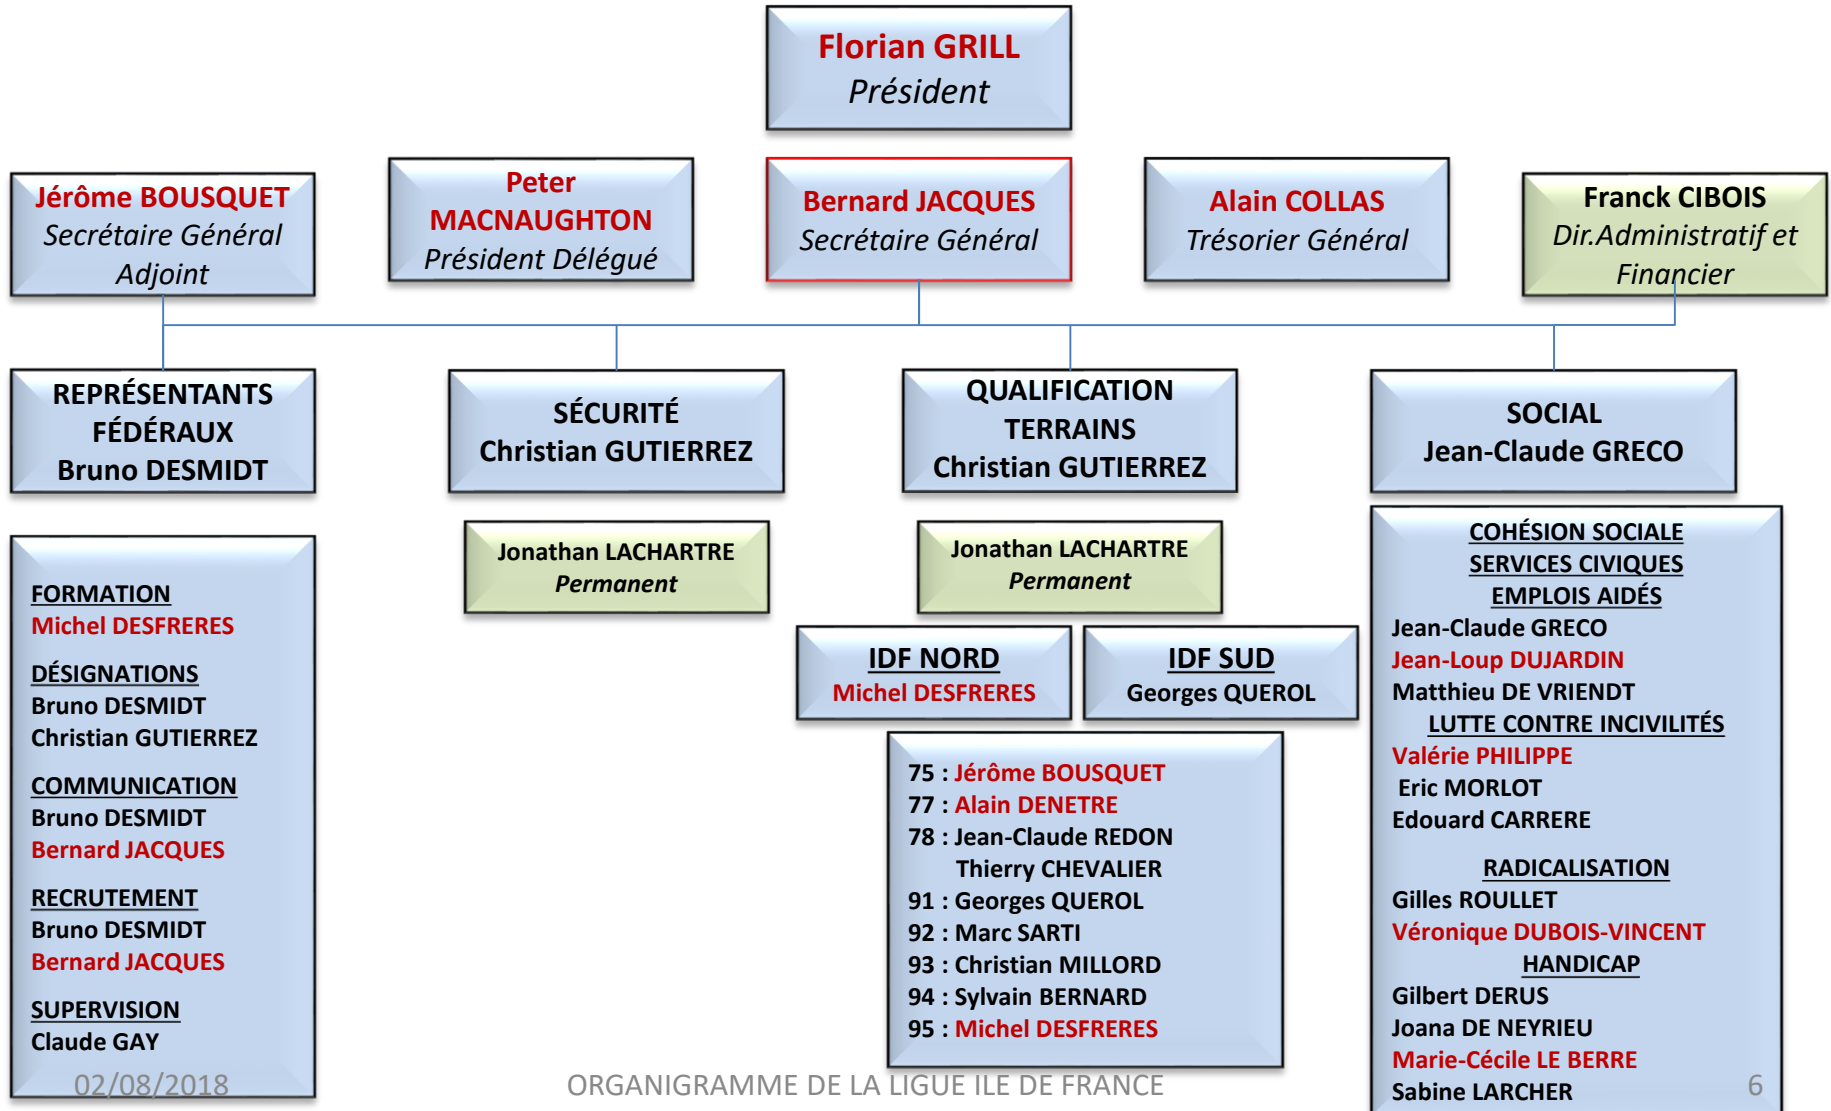 Florian GRILL
Président
Jérôme BOUSQUET
Secrétaire Général
Adjoint
Peter
MACNAUGHTON
Président Délégué
Bernard JACQUES
Secrétaire Général
Alain COLLAS
Trésorier Général
Franck CIBOIS
Dir.Administratif et
Financier
REPRÉSENTANTS
FÉDÉRAUX
Bruno DESMIDT
SÉCURITÉ
Christian GUTIERREZ
QUALIFICATION
TERRAINS
Christian GUTIERREZ
SOCIAL
Jean-Claude GRECO
FORMATION
Michel DESFRERES
DÉSIGNATIONS
Bruno DESMIDT
Christian GUTIERREZ
COMMUNICATION
Bruno DESMIDT
Bernard JACQUES
RECRUTEMENT
Bruno DESMIDT
Bernard JACQUES
SUPERVISION
Claude GAY
Jonathan LACHARTRE
Permanent
Jonathan LACHARTRE
Permanent
IDF NORD
Michel DESFRERES
IDF SUD
Georges QUEROL
75 : Jérôme BOUSQUET
77 : Alain DENETRE
78 : Jean-Claude REDON
Thierry CHEVALIER
91 : Georges QUEROL
92 : Marc SARTI
93 : Christian MILLORD
94 : Sylvain BERNARD
95 : Michel DESFRERES
COHÉSION SOCIALE
SERVICES CIVIQUES
EMPLOIS AIDÉS
Jean-Claude GRECO
Jean-Loup DUJARDIN
Matthieu DE VRIENDT
LUTTE CONTRE INCIVILITÉS
Valérie PHILIPPE
Eric MORLOT
Edouard CARRERE
RADICALISATION
Gilles ROULLET
Véronique DUBOIS-VINCENT
HANDICAP
Gilbert DERUS
Joana DE NEYRIEU
Marie-Cécile LE BERRE
Sabine LARCHER
02/08/2018
ORGANIGRAMME DE LA LIGUE ILE DE FRANCE
6